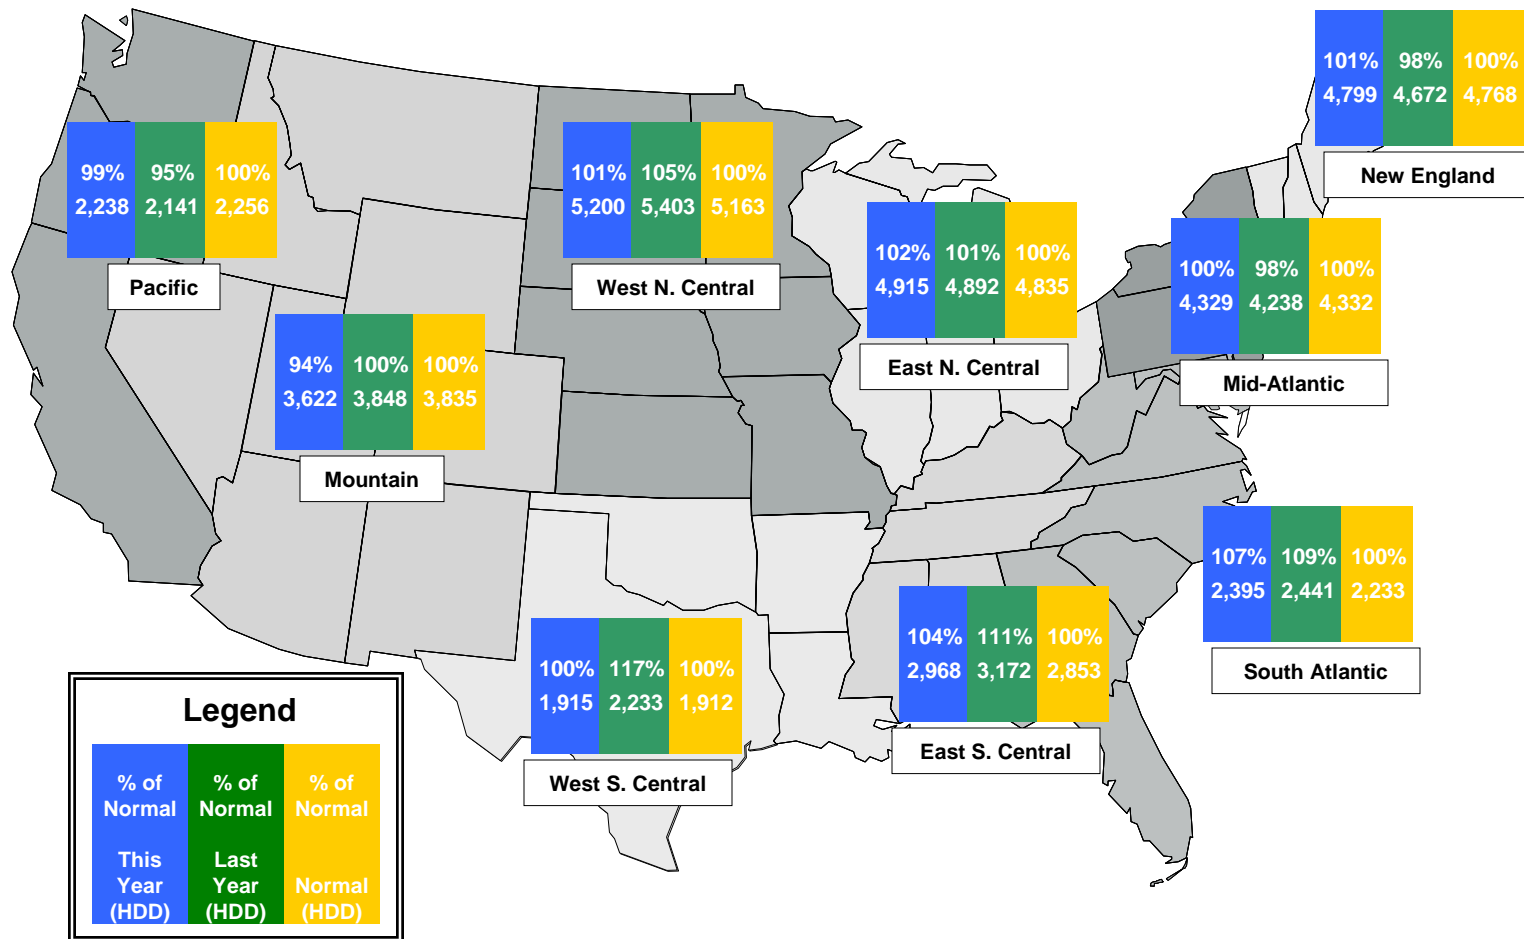 101% 98% 100%
4,799 4,672 4,768
New England
99% 95% 100%
2,238 2,141 2,256
Pacific
101% 105% 100%
5,200 5,403 5,163
West N. Central
102% 101% 100%
4,915 4,892 4,835
East N. Central
100% 98% 100%
4,329 4,238 4,332
Mid-Atlantic
94% 100% 100%
3,622 3,848 3,835
Mountain
107% 109% 100%
2,395 2,441 2,233
South Atlantic
104% 111% 100%
2,968 3,172 2,853
East S. Central
100% 117% 100%
1,915 2,233 1,912
West S. Central
Legend
% of % of % of
Normal Normal Normal
This Last
Year Year Normal
(HDD) (HDD) (HDD)